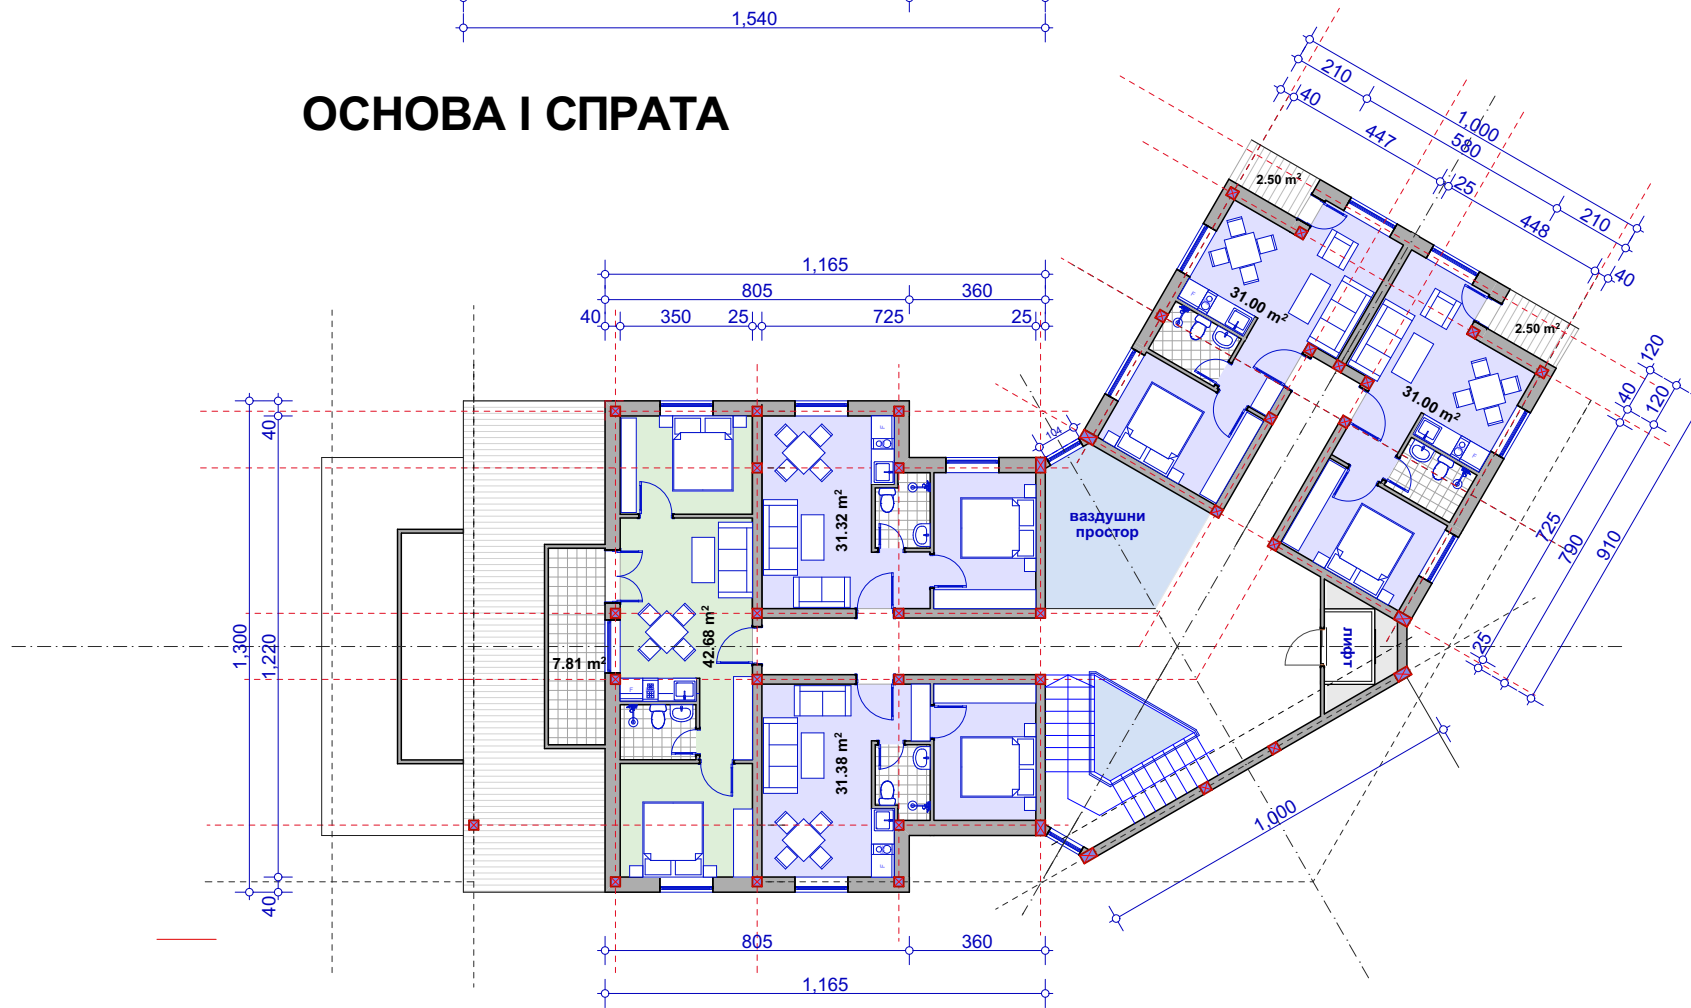 1,540
ОСНОВА I СПРАТА
210
40
1,000
447
580
25
210
448
40
2.50 m²
2.50 m²
31.00 m²
31.00 m²
1,165
805
360
40
350
25
725
25
120
40
120
104
40
1,300
1,220
40
31.32 m²
ваздушни
простор
725
790
910
25
42.68 m²
7.81 m²
лифт
31.38 m²
1,000
805
360
1,165
F
F
F
F
F